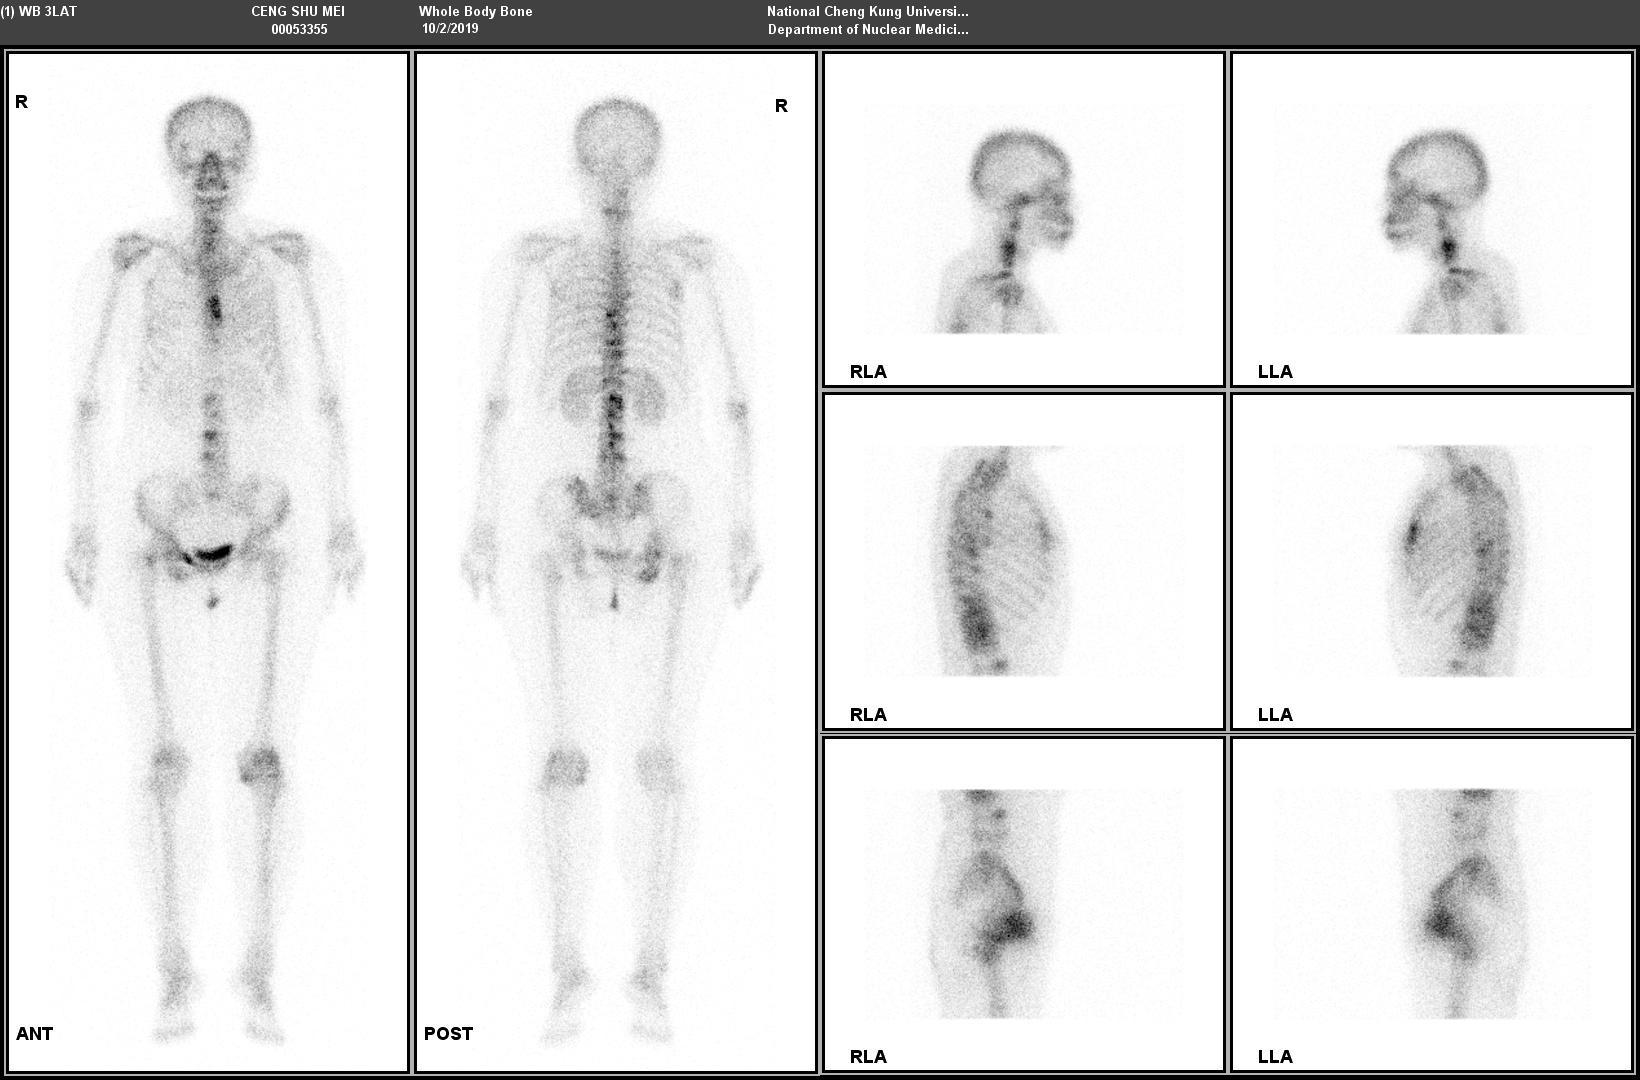 (1) WB 3LAT CENG SHU MEI Whole Body Bone National Cheng Kung Universi...
00053355 10/2/2019 Department of Nuclear Medici...
R
R
RLA
LLA
RLA
LLA
ANT
POST
RLA
LLA